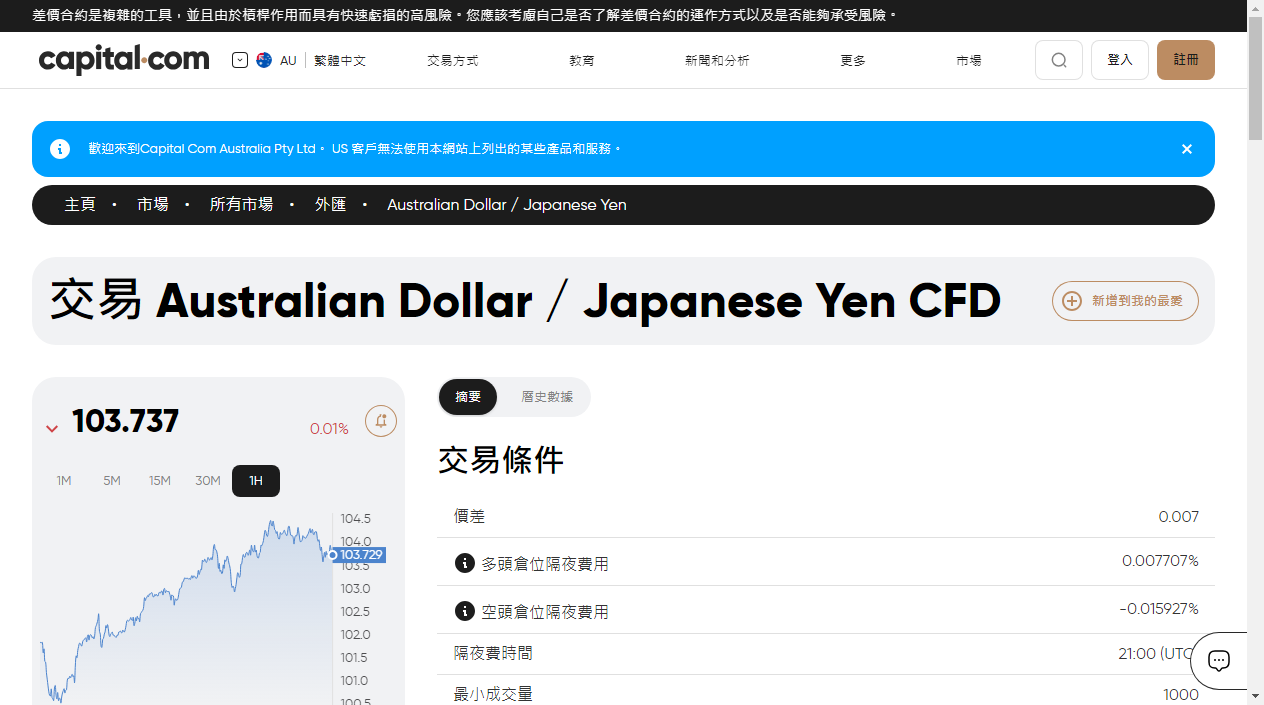 差價合約是複雜的工具，並且由於槓桿作用而具有快速虧損的高風險。您應該考慮自己是否了解差價合約的運作方式以及是否能夠承受風險。
capital.com AU 繁體中文 交易方式 教育 新聞和分析 更多 市場 登入 註冊
歡迎來到Capital Com Australia Pty Ltd。 US 客戶無法使用本網站上列出的某些產品和服務。
主頁 • 市場 • 所有市場 • 外匯 • Australian Dollar / Japanese Yen
交易 Australian Dollar / Japanese Yen CFD
新增到我的最愛
103.737
0.01%
1M 5M 15M 30M 1H
104.5
104.0
103.729
103.5
103.0
102.5
102.0
101.5
101.0
100.5
摘要 曆史數據
交易條件
價差 0.007
多頭倉位隔夜費用 0.007707%
空頭倉位隔夜費用 -0.015927%
隔夜費時間 21:00 (UTC
最小成交量 1000